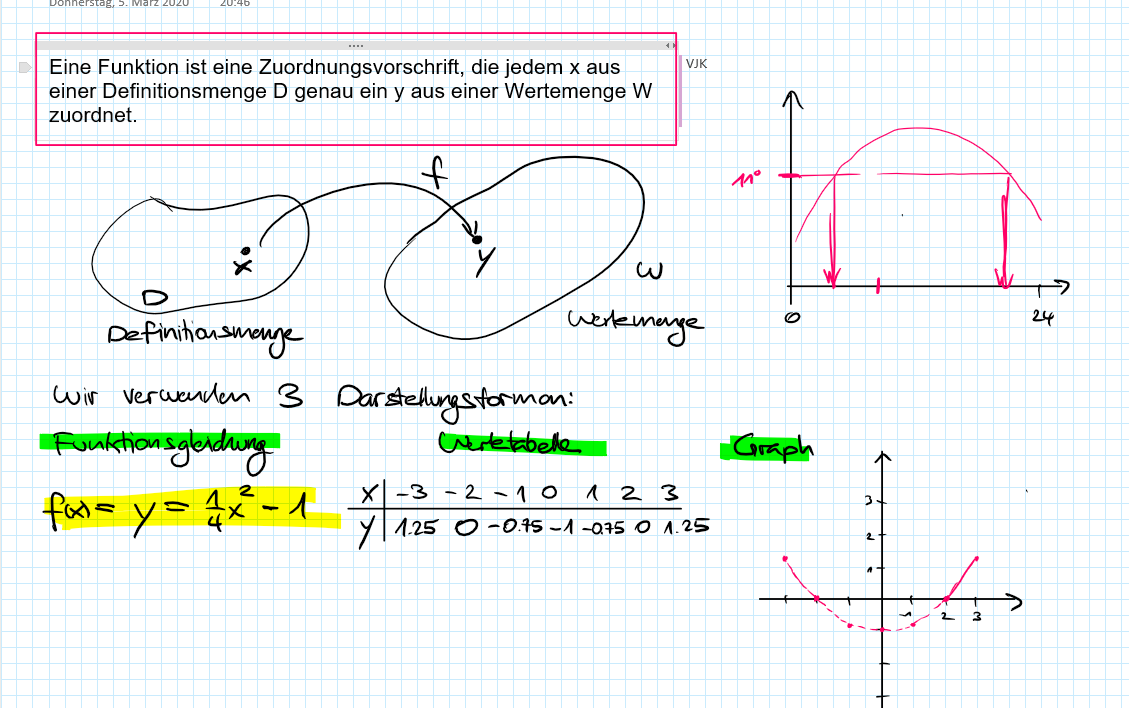 Donnerstag, 5. März 2020 20:46
Eine Funktion ist eine Zuordnungsvorschrift, die jedem x aus
einer Definitionsmenge D genau ein y aus einer Wertemenge W
zuordnet.
VJK
f
x
y
D
W
Definitionsmenge
Wertemenge
11°
0
24
Wir verwenden 3 Darstellungsformen:
Funktionsgleichung
Wertetabelle
Graph
f(x) = y = 1/4 x² - 1
x | -3 -2 -1 0 1 2 3
y | 1.25 0 -0.75 -1 -0.75 0 1.25
3
2
1
1 2 3